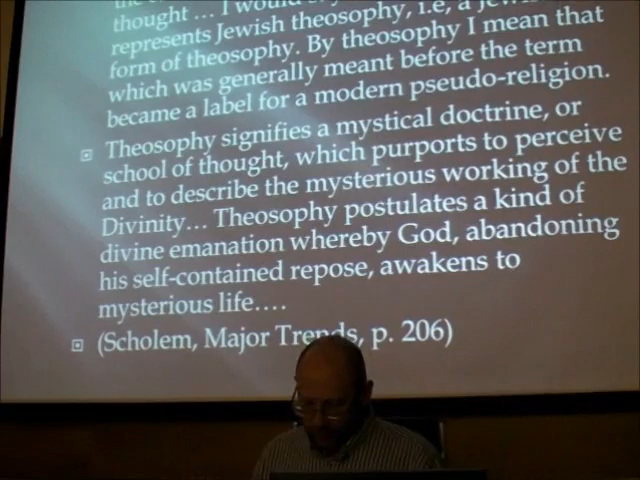 thought ... I would
represents Jewish theosophy, i.e, a
form of theosophy. By theosophy I mean that
which was generally meant before the term
became a label for a modern pseudo-religion.
Theosophy signifies a mystical doctrine, or
school of thought, which purports to perceive
and to describe the mysterious working of the
Divinity... Theosophy postulates a kind of
divine emanation whereby God, abandoning
his self-contained repose, awakens to
mysterious life....
(Scholem, Major Trends, p. 206)